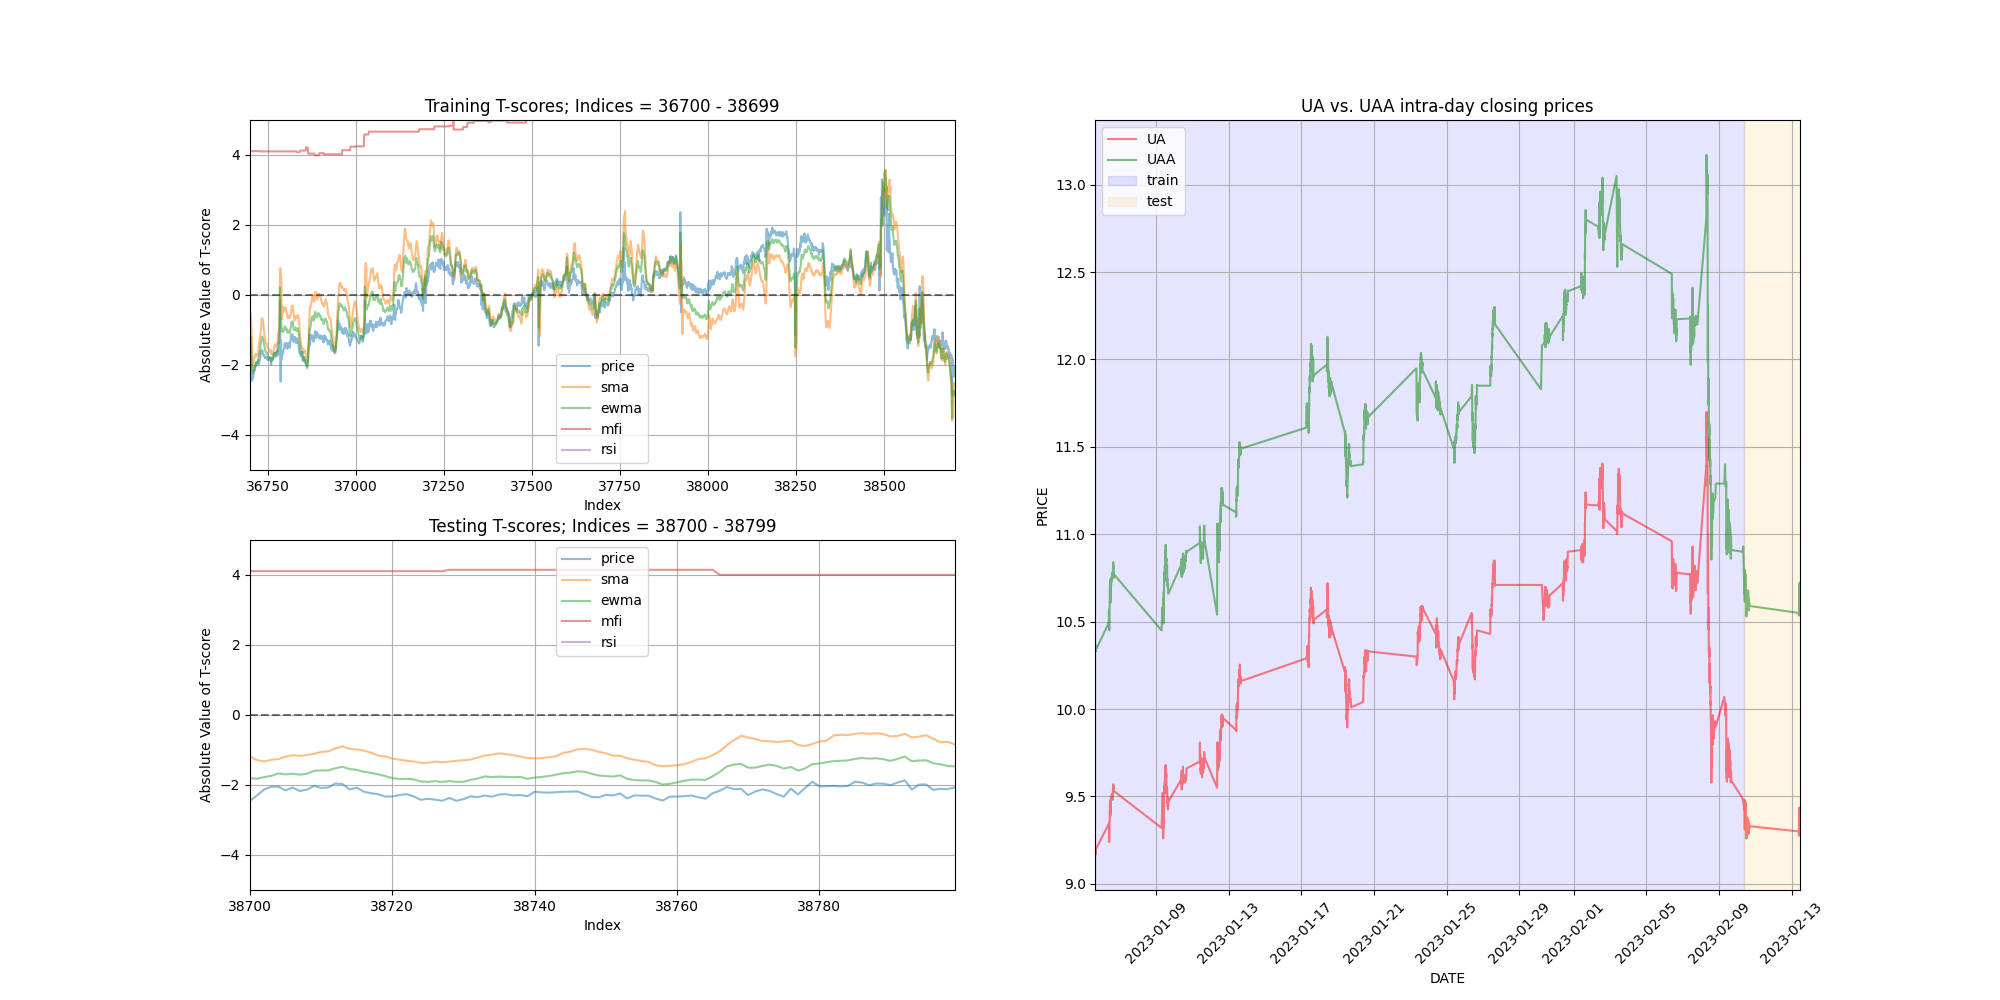 Training T-scores; Indices = 36700 - 38699
Absolute Value of T-score
4
2
0
−2
−4
price
sma
ewma
mfi
rsi
36750 37000 37250 37500 37750 38000 38250 38500
Index
Testing T-scores; Indices = 38700 - 38799
Absolute Value of T-score
4
2
0
−2
−4
price
sma
ewma
mfi
rsi
38700 38720 38740 38760 38780
Index
UA vs. UAA intra-day closing prices
UA
UAA
train
test
PRICE
13.0
12.5
12.0
11.5
11.0
10.5
10.0
9.5
9.0
2023-01-09 2023-01-13 2023-01-17 2023-01-21 2023-01-25 2023-01-29 2023-02-01 2023-02-05 2023-02-09 2023-02-13
DATE